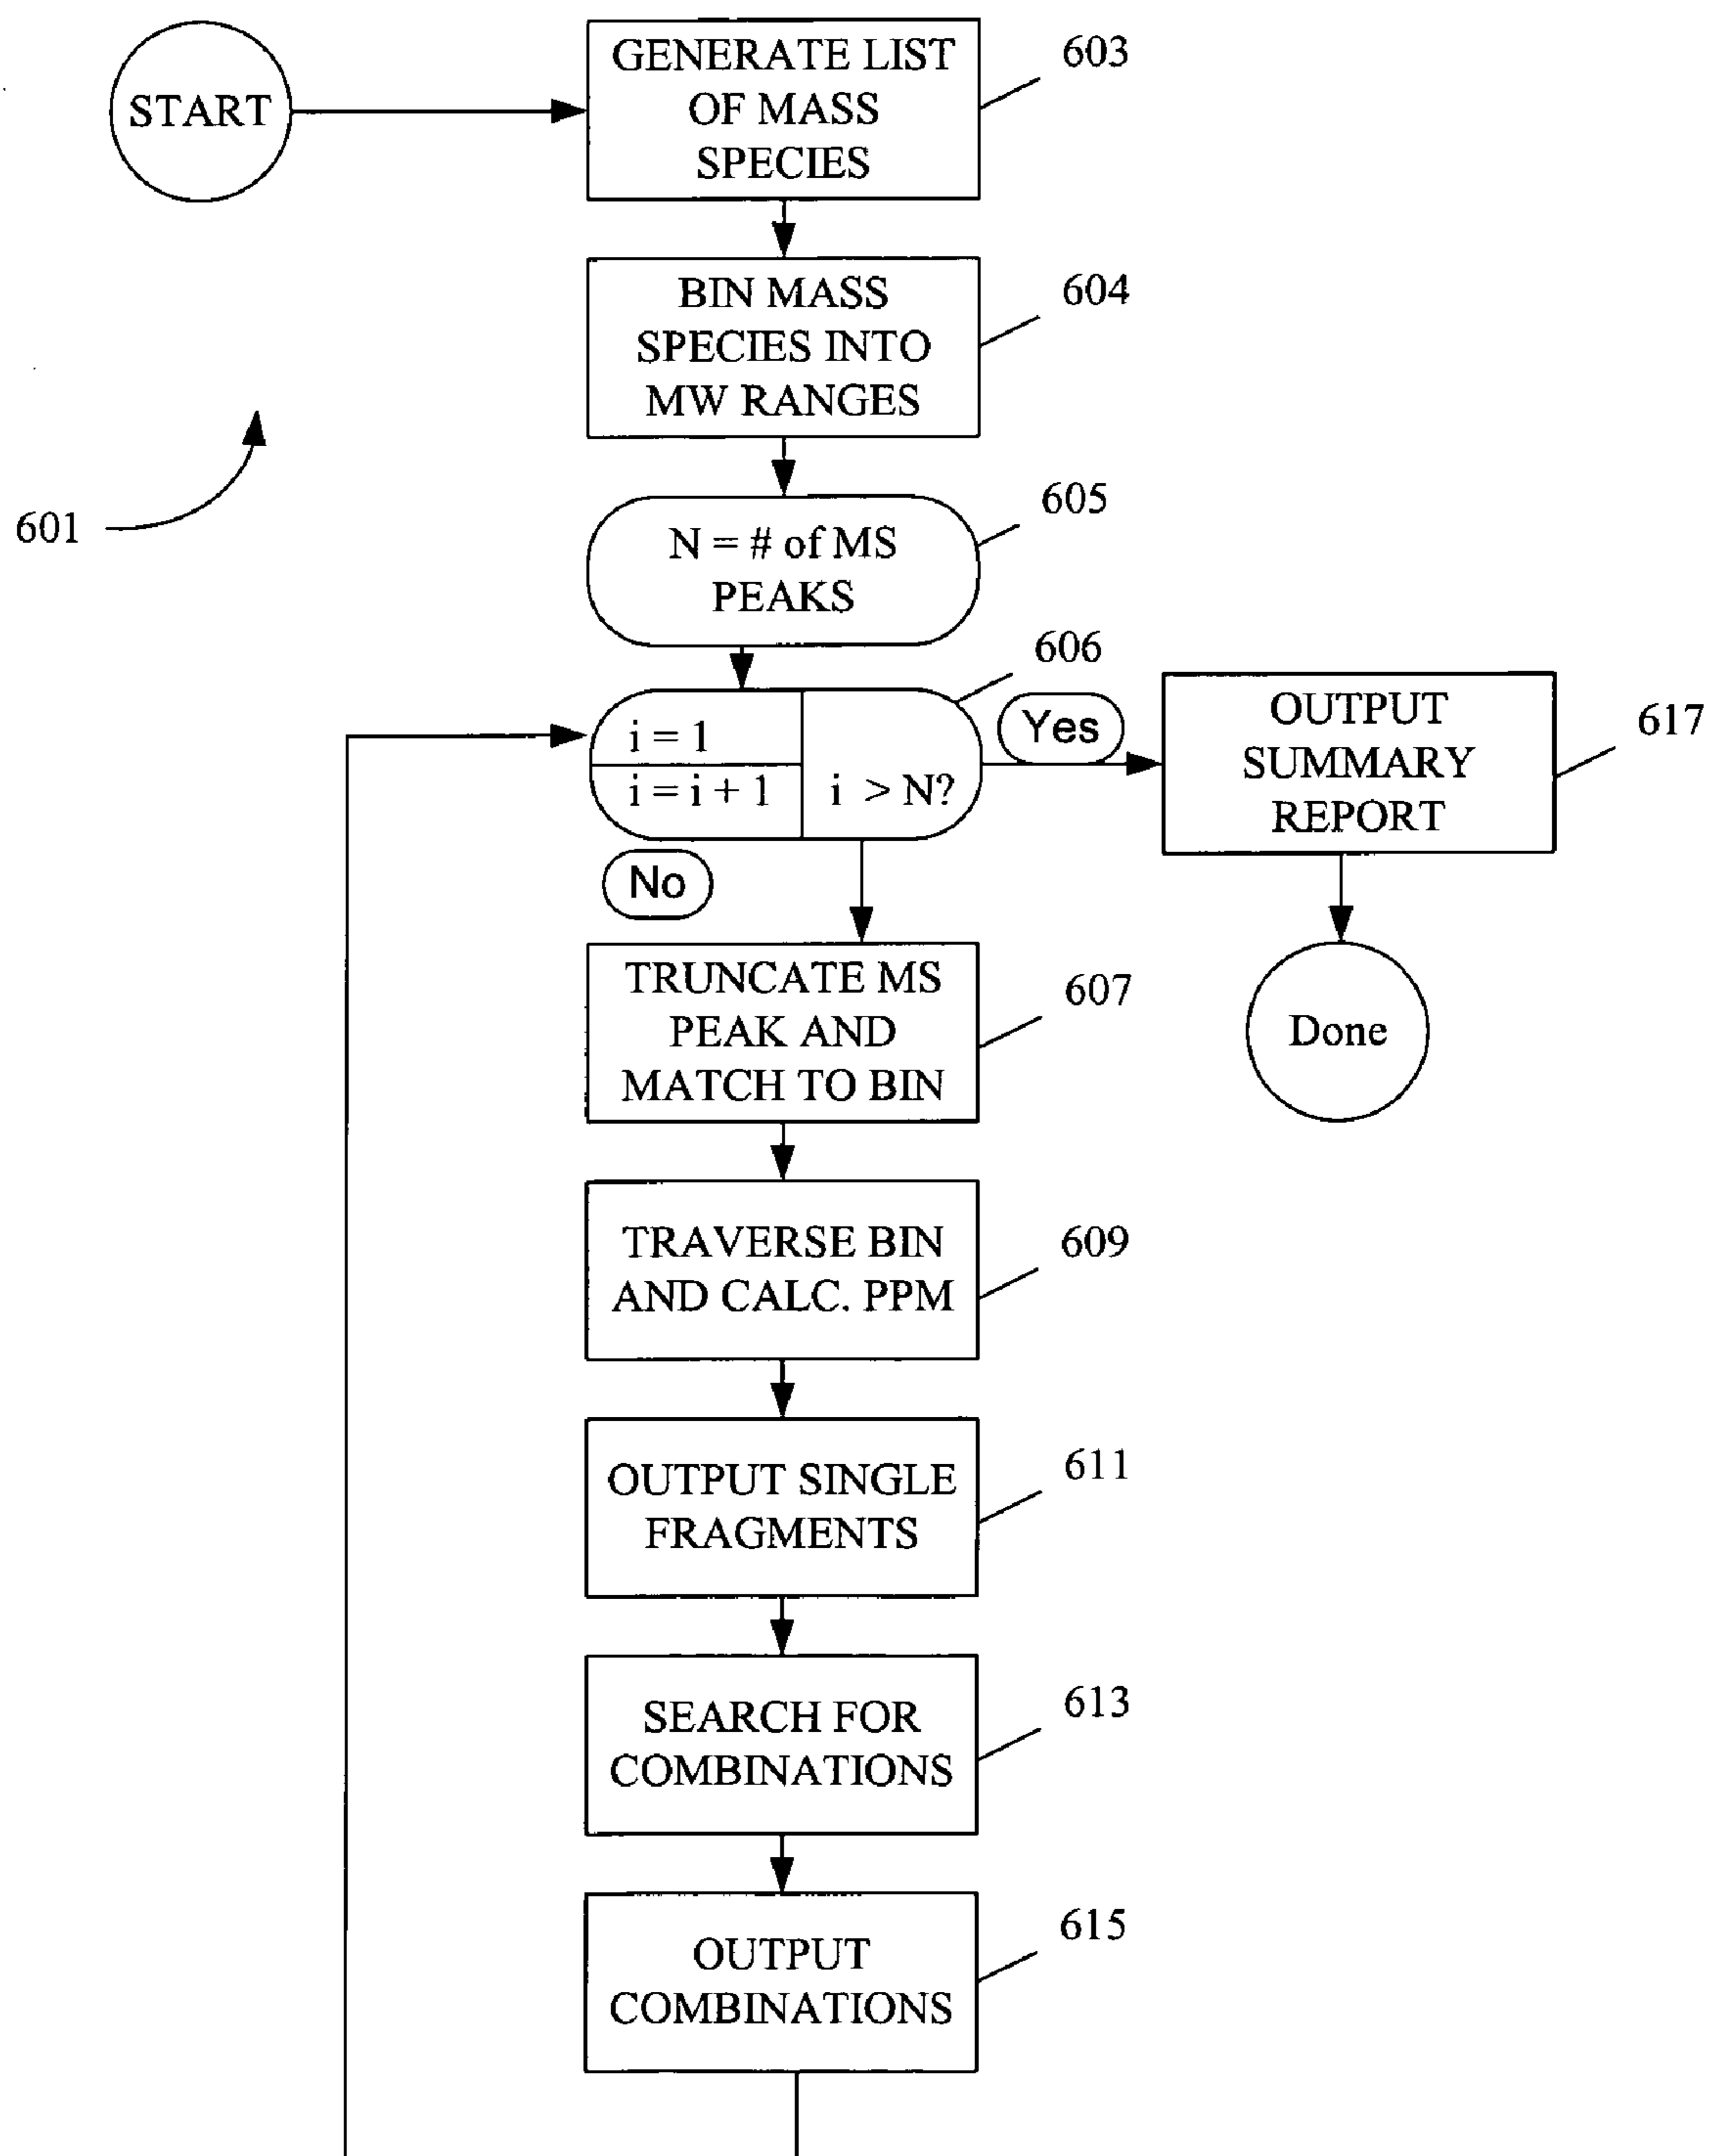 START
GENERATE LIST
OF MASS
SPECIES
603
BIN MASS
SPECIES INTO
MW RANGES
604
601
N = # of MS
PEAKS
605
606
i = 1
i = i + 1
i > N?
Yes
OUTPUT
SUMMARY
REPORT
617
No
Done
TRUNCATE MS
PEAK AND
MATCH TO BIN
607
TRAVERSE BIN
AND CALC. PPM
609
OUTPUT SINGLE
FRAGMENTS
611
SEARCH FOR
COMBINATIONS
613
OUTPUT
COMBINATIONS
615